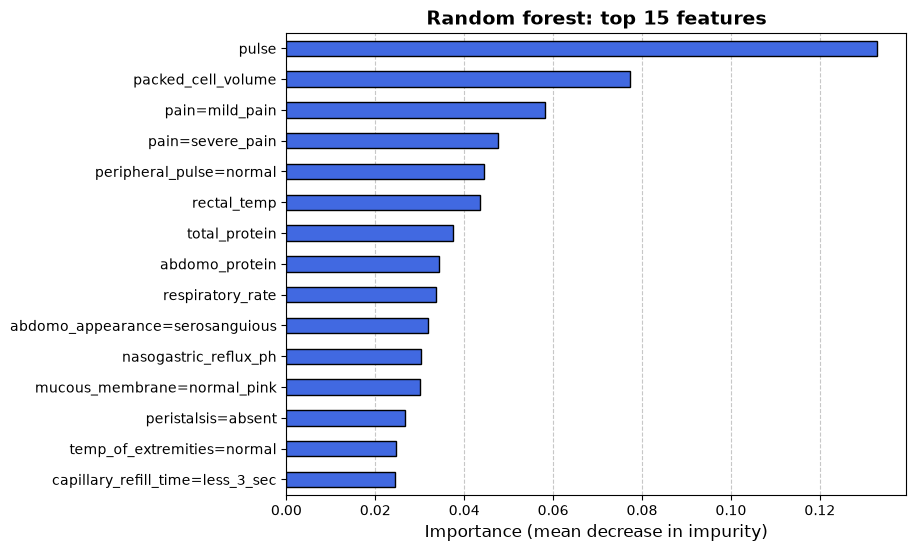 Random forest: top 15 features
pulse
packed_cell_volume
pain=mild_pain
pain=severe_pain
peripheral_pulse=normal
rectal_temp
total_protein
abdomo_protein
respiratory_rate
abdomo_appearance=serosanguious
nasogastric_reflux_ph
mucous_membrane=normal_pink
peristalsis=absent
temp_of_extremities=normal
capillary_refill_time=less_3_sec
0.00 0.02 0.04 0.06 0.08 0.10 0.12
Importance (mean decrease in impurity)